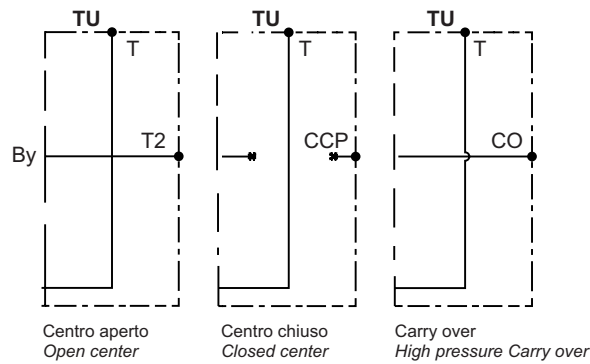 TU TU TU
T T T
By T2 CCP CO
Centro aperto Centro chiuso Carry over
Open center Closed center High pressure Carry over